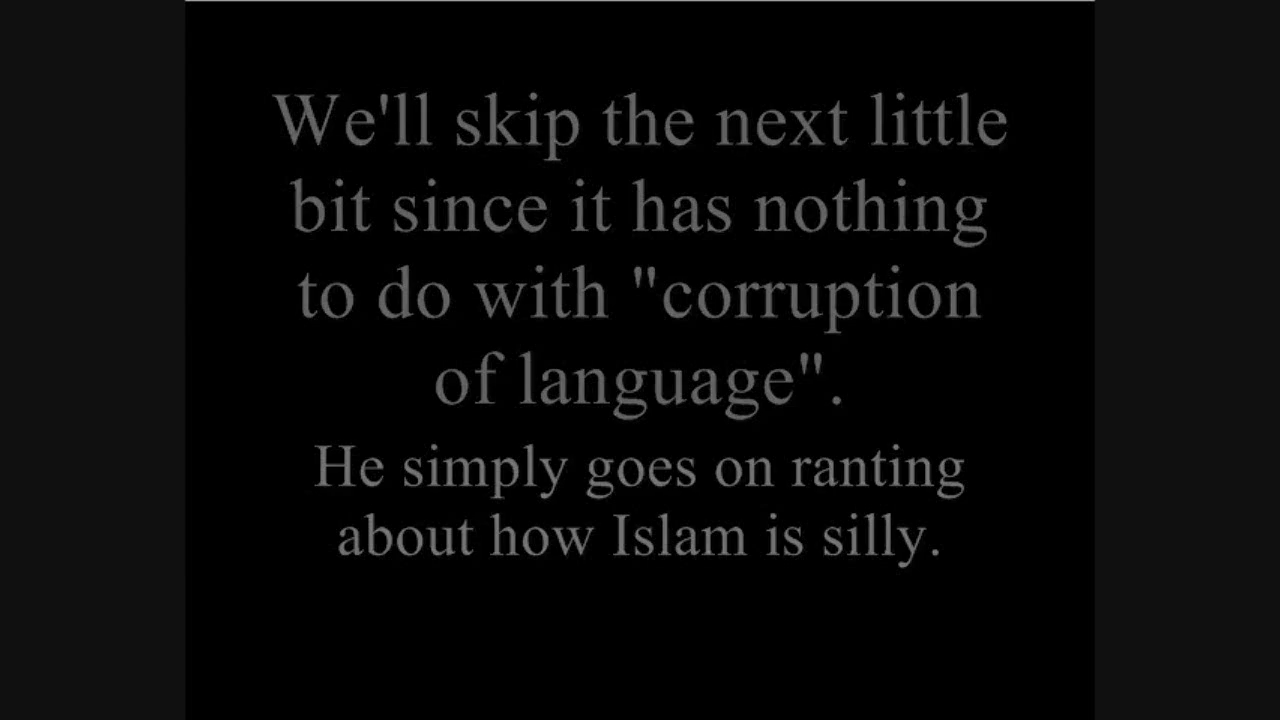 We'll skip the next little
bit since it has nothing
to do with "corruption
of language".
He simply goes on ranting
about how Islam is silly.